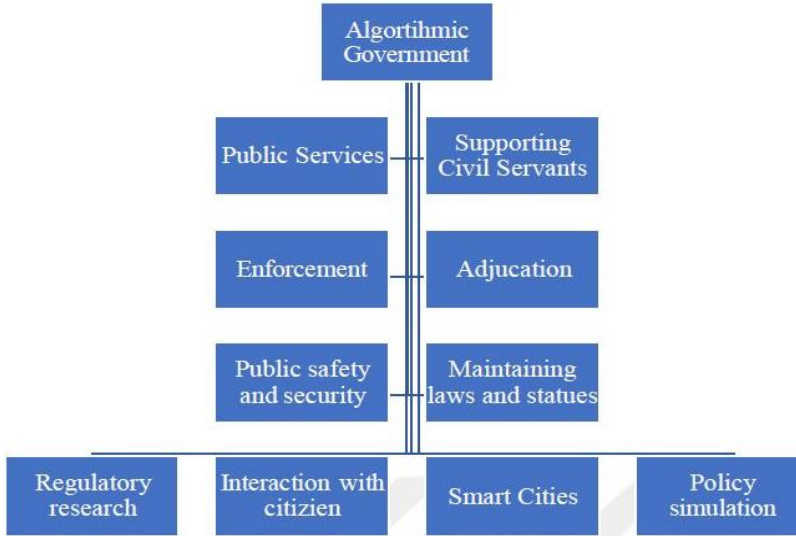 Algortihmic
Government
Public Services
Supporting
Civil Servants
Enforcement
Adjucation
Public safety
and security
Maintaining
laws and statues
Regulatory
research
Interaction with
citizien
Smart Cities
Policy
simulation